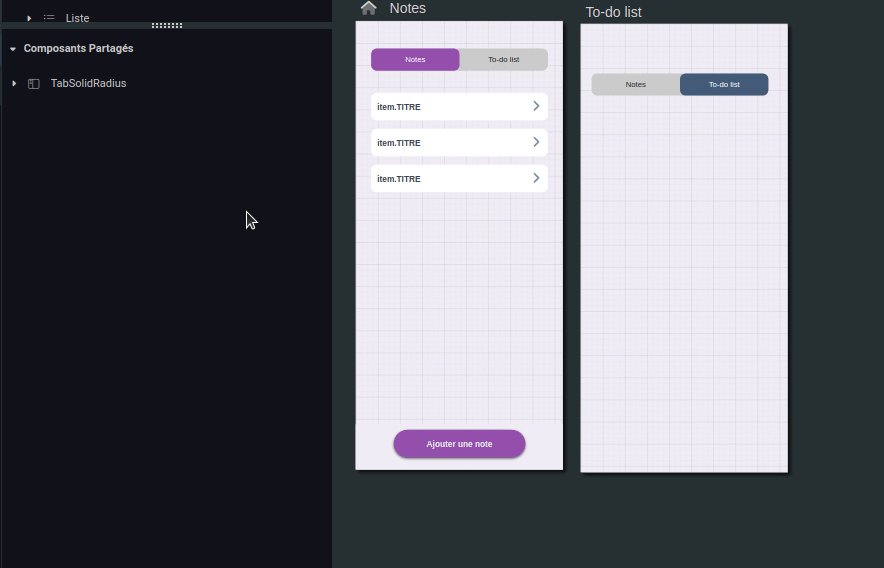 Liste
Composants Partagés
TabSolidRadius
Notes
Notes
To-do list
item.TITRE
item.TITRE
item.TITRE
Ajouter une note
To-do list
Notes
To-do list